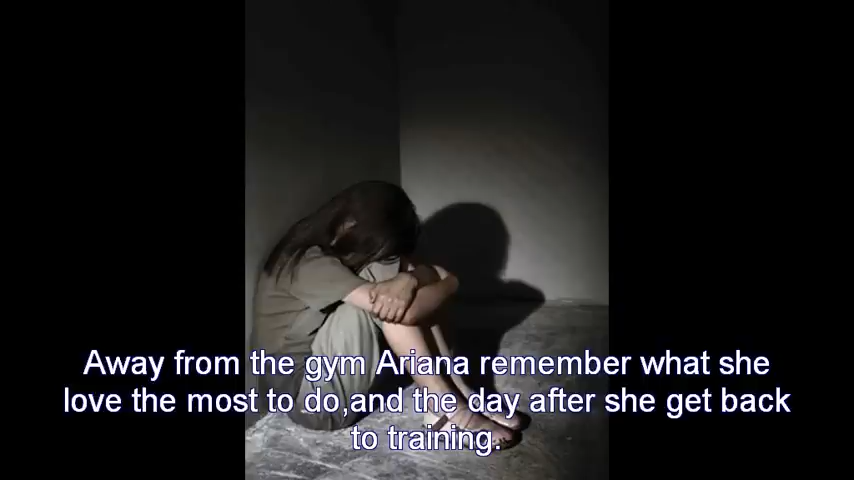 Away from the gym Ariana remember what she
love the most to do,and the day after she get back
to training.